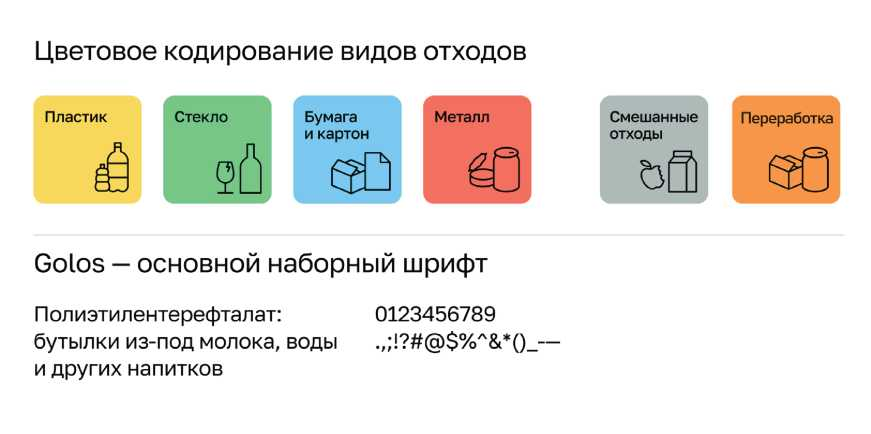 Цветовое кодирование видов отходов
Пластик
Стекло
Бумага
и картон
Металл
Смешанные
отходы
Переработка
Golos — основной наборный шрифт
Полиэтилентерефталат:
бутылки из-под молока, воды
и других напитков
0123456789
.,;!?#@$%^&*()_-—